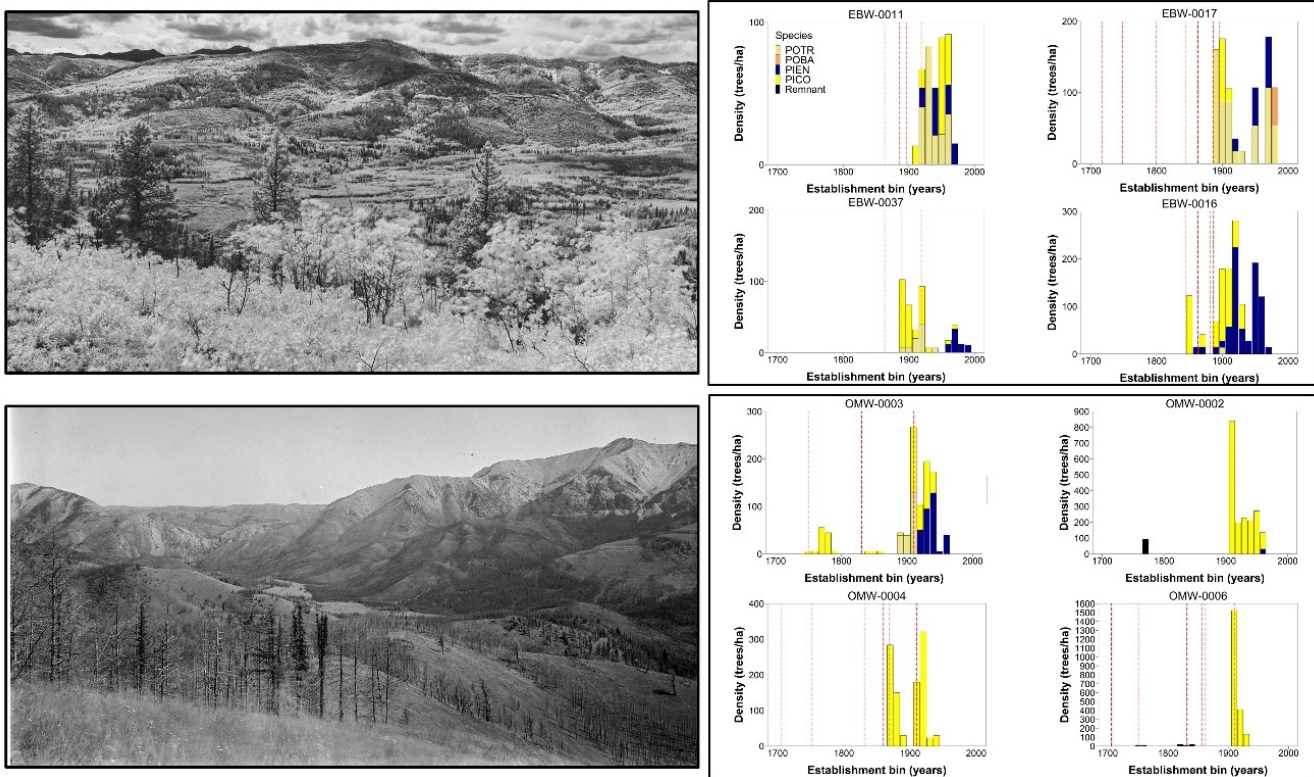 EBW-0011
100
0
Density (trees/ha)
Species
POTR
POBA
PIEN
PICO
Remnant
1700 1800 1900 2000
Establishment bin (years)
EBW-0017
200
100
0
Density (trees/ha)
1700 1800 1900 2000
Establishment bin (years)
EBW-0037
200
100
0
Density (trees/ha)
1700 1800 1900 2000
Establishment bin (years)
EBW-0016
300
200
100
0
Density (trees/ha)
1700 1800 1900 2000
Establishment bin (years)
OMW-0003
300
200
100
0
Density (trees/ha)
1700 1800 1900 2000
Establishment bin (years)
OMW-0002
900
800
700
600
500
400
300
200
100
0
Density (trees/ha)
1700 1800 1900 2000
Establishment bin (years)
OMW-0004
400
300
200
100
0
Density (trees/ha)
1700 1800 1900 2000
Establishment bin (years)
OMW-0006
1600
1500
1400
1300
1200
1100
1000
900
800
700
600
500
400
300
200
100
0
Density (trees/ha)
1700 1800 1900 2000
Establishment bin (years)